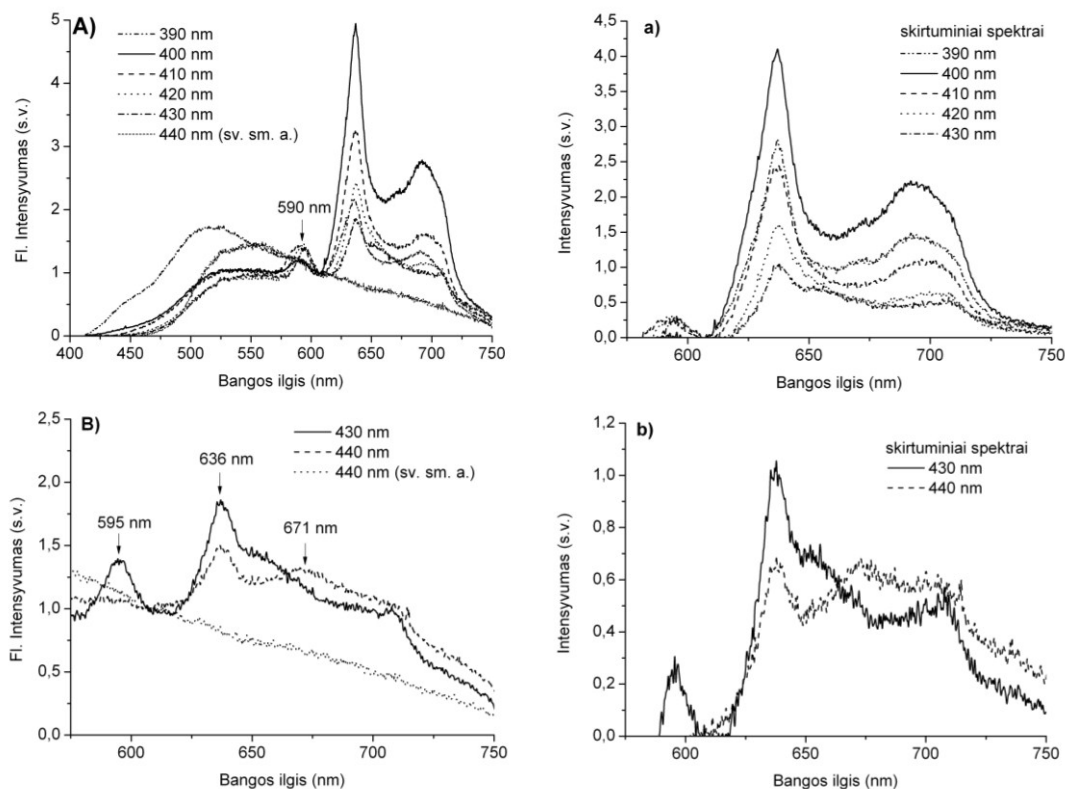 A)
390 nm
400 nm
410 nm
420 nm
430 nm
440 nm (sv. sm. a.)
590 nm
Fl. Intensyvumas (s.v.)
5
4
3
2
1
0
400 450 500 550 600 650 700 750
Bangos ilgis (nm)
a)
skirtuminiai spektrai
390 nm
400 nm
410 nm
420 nm
430 nm
Intensyvumas (s.v.)
4,5
4,0
3,5
3,0
2,5
2,0
1,5
1,0
0,5
0,0
600 650 700 750
Bangos ilgis (nm)
B)
430 nm
440 nm
440 nm (sv. sm. a.)
595 nm
636 nm
671 nm
Fl. Intensyvumas (s.v.)
2,5
2,0
1,5
1,0
0,5
0,0
600 650 700 750
Bangos ilgis (nm)
b)
skirtuminiai spektrai
430 nm
440 nm
Intensyvumas (s.v.)
1,2
1,0
0,8
0,6
0,4
0,2
0,0
600 650 700 750
Bangos ilgis (nm)